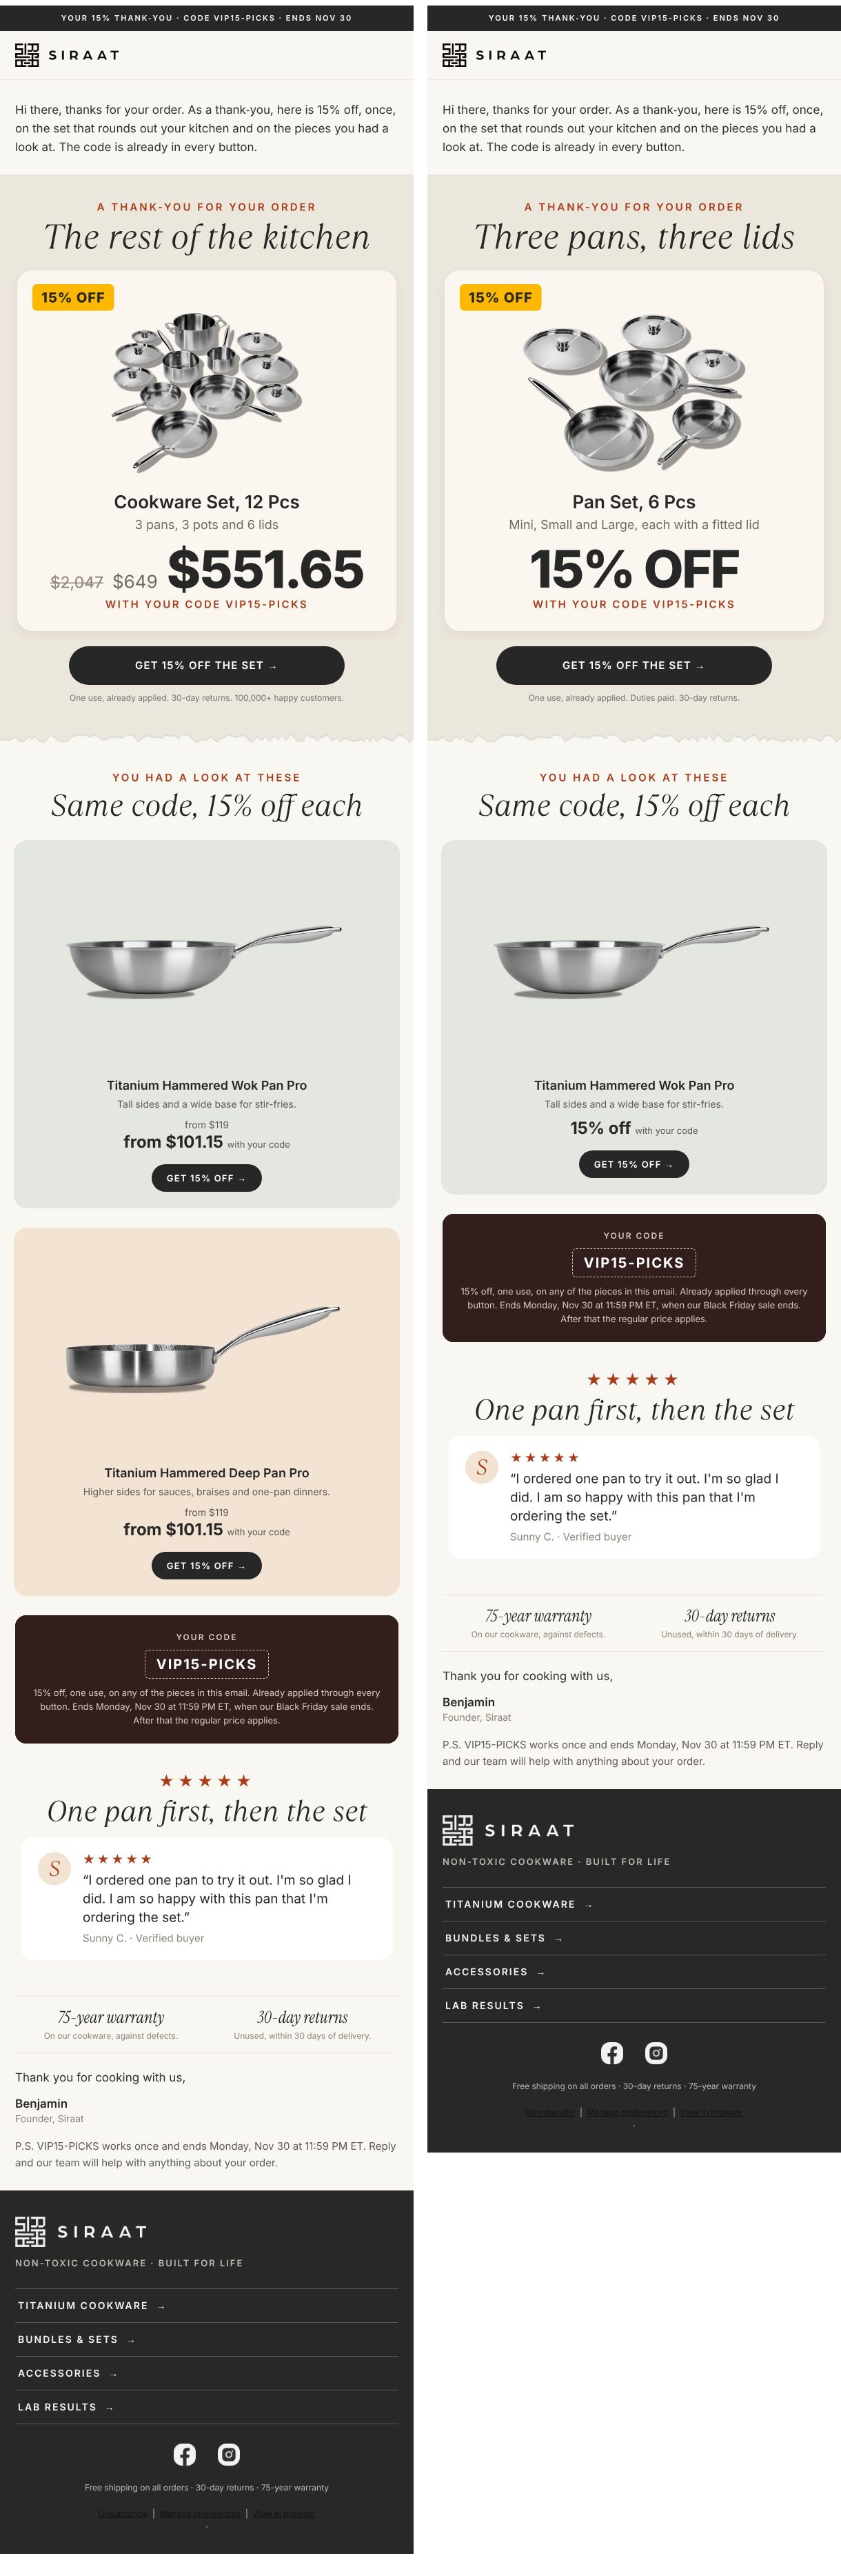 YOUR 15% THANK-YOU · CODE VIP15-PICKS · ENDS NOV 30
SIRAAT
Hi there, thanks for your order. As a thank-you, here is 15% off, once,
on the set that rounds out your kitchen and on the pieces you had a
look at. The code is already in every button.
A THANK-YOU FOR YOUR ORDER
The rest of the kitchen
15% OFF
Cookware Set, 12 Pcs
3 pans, 3 pots and 6 lids
$2,047 $649 $551.65
WITH YOUR CODE VIP15-PICKS
GET 15% OFF THE SET →
One use, already applied. 30-day returns. 100,000+ happy customers.
YOU HAD A LOOK AT THESE
Same code, 15% off each
Titanium Hammered Wok Pan Pro
Tall sides and a wide base for stir-fries.
from $119
from $101.15 with your code
GET 15% OFF →
Titanium Hammered Deep Pan Pro
Higher sides for sauces, braises and one-pan dinners.
from $119
from $101.15 with your code
GET 15% OFF →
YOUR CODE
VIP15-PICKS
15% off, one use, on any of the pieces in this email. Already applied through every
button. Ends Monday, Nov 30 at 11:59 PM ET, when our Black Friday sale ends.
After that the regular price applies.
★★★★★
One pan first, then the set
S
★★★★★
“I ordered one pan to try it out. I'm so glad I
did. I am so happy with this pan that I'm
ordering the set.”
Sunny C. · Verified buyer
75-year warranty
On our cookware, against defects.
30-day returns
Unused, within 30 days of delivery.
Thank you for cooking with us,
Benjamin
Founder, Siraat
P.S. VIP15-PICKS works once and ends Monday, Nov 30 at 11:59 PM ET. Reply
and our team will help with anything about your order.
SIRAAT
NON-TOXIC COOKWARE · BUILT FOR LIFE
TITANIUM COOKWARE →
BUNDLES & SETS →
ACCESSORIES →
LAB RESULTS →
Free shipping on all orders · 30-day returns · 75-year warranty
Unsubscribe | Manage preferences | View in browser
.
YOUR 15% THANK-YOU · CODE VIP15-PICKS · ENDS NOV 30
SIRAAT
Hi there, thanks for your order. As a thank-you, here is 15% off, once,
on the set that rounds out your kitchen and on the pieces you had a
look at. The code is already in every button.
A THANK-YOU FOR YOUR ORDER
Three pans, three lids
15% OFF
Pan Set, 6 Pcs
Mini, Small and Large, each with a fitted lid
15% OFF
WITH YOUR CODE VIP15-PICKS
GET 15% OFF THE SET →
One use, already applied. Duties paid. 30-day returns.
YOU HAD A LOOK AT THESE
Same code, 15% off each
Titanium Hammered Wok Pan Pro
Tall sides and a wide base for stir-fries.
15% off with your code
GET 15% OFF →
YOUR CODE
VIP15-PICKS
15% off, one use, on any of the pieces in this email. Already applied through every
button. Ends Monday, Nov 30 at 11:59 PM ET, when our Black Friday sale ends.
After that the regular price applies.
★★★★★
One pan first, then the set
S
★★★★★
“I ordered one pan to try it out. I'm so glad I
did. I am so happy with this pan that I'm
ordering the set.”
Sunny C. · Verified buyer
75-year warranty
On our cookware, against defects.
30-day returns
Unused, within 30 days of delivery.
Thank you for cooking with us,
Benjamin
Founder, Siraat
P.S. VIP15-PICKS works once and ends Monday, Nov 30 at 11:59 PM ET. Reply
and our team will help with anything about your order.
SIRAAT
NON-TOXIC COOKWARE · BUILT FOR LIFE
TITANIUM COOKWARE →
BUNDLES & SETS →
ACCESSORIES →
LAB RESULTS →
Free shipping on all orders · 30-day returns · 75-year warranty
Unsubscribe | Manage preferences | View in browser
.